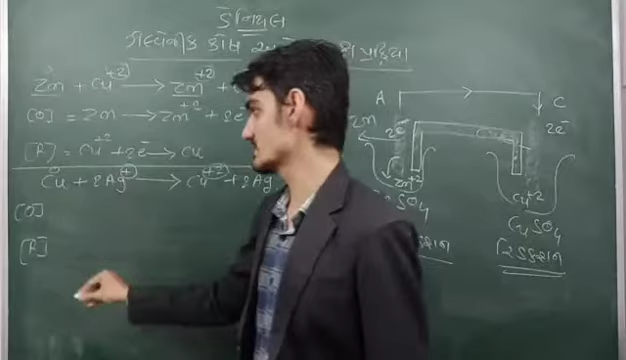 ડેનિયલ
ગેલ્વેનીક કોષ
Zn + Cu+2 → Zn+2 +
[O] = Zn → Zn+2 + 2e-
[R] = Cu+2 + 2e- → Cu
Cu + 2Ag+ → Cu+2 + 2Ag
[O]
[R]
A
C
Zn
2e-
2e-
Zn+2
Cu+2
SO4
CuSO4
રિડક્શન